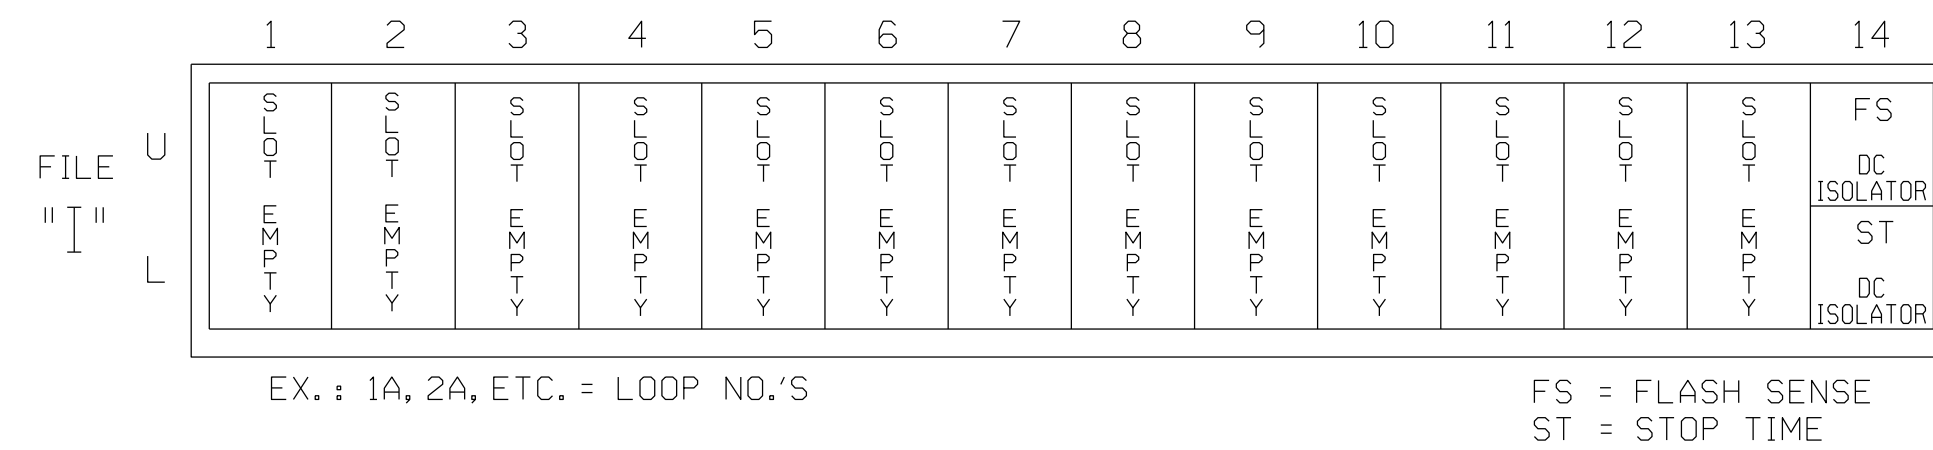 1 2 3 4 5 6 7 8 9 10 11 12 13 14
FILE
"I"
U
L
SLOT EMPTY
SLOT EMPTY
SLOT EMPTY
SLOT EMPTY
SLOT EMPTY
SLOT EMPTY
SLOT EMPTY
SLOT EMPTY
SLOT EMPTY
SLOT EMPTY
SLOT EMPTY
SLOT EMPTY
SLOT EMPTY
FS
DC
ISOLATOR
ST
DC
ISOLATOR
EX.: 1A, 2A, ETC. = LOOP NO.'S
FS = FLASH SENSE
ST = STOP TIME